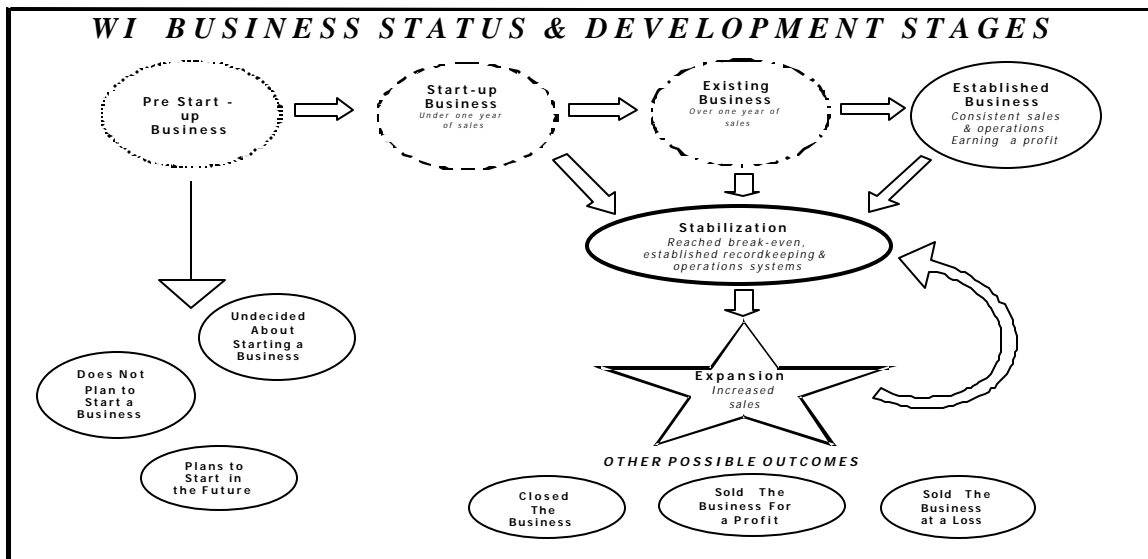 WI BUSINESS STATUS & DEVELOPMENT STAGES
Pre Start -
up
Business
Start-up
Business
Under one year
of sales
Existing
Business
Over one year of
sales
Established
Business
Consistent sales
& operations
Earning a profit
Stabilization
Reached break-even,
established recordkeeping &
operations systems
Undecided
About
Starting a
Business
Does Not
Plan to
Start a
Business
Plans to
Start in
the Future
Expansion
Increased
sales
OTHER POSSIBLE OUTCOMES
Closed
The
Business
Sold The
Business For
a Profit
Sold The
Business
at a Loss